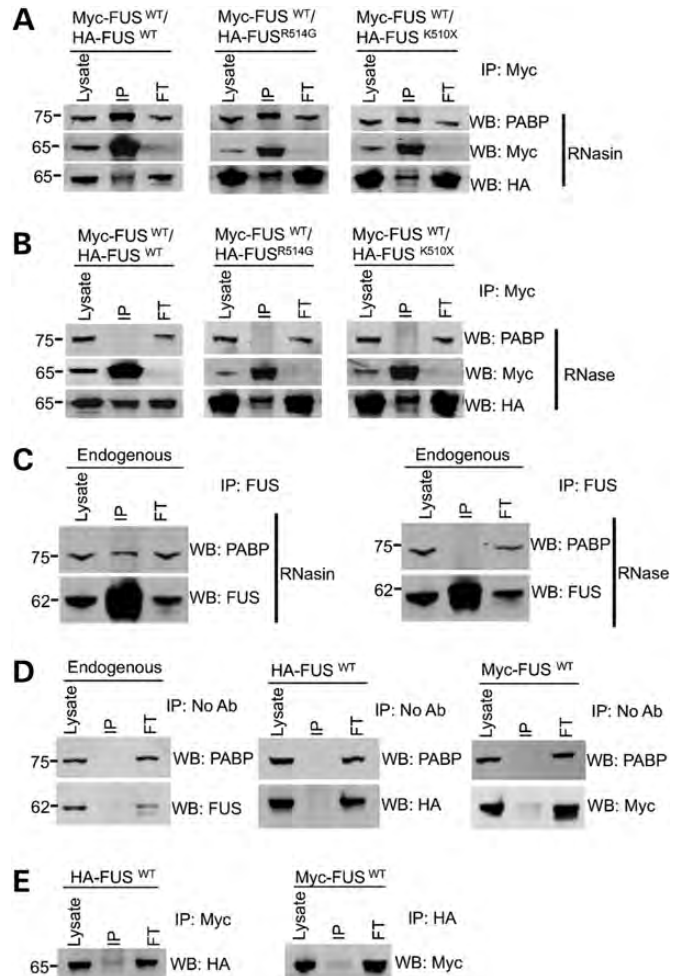 A
Myc-FUS WT/ HA-FUS WT
Myc-FUS WT/ HA-FUS R514G
Myc-FUS WT/ HA-FUS K510X
Lysate IP FT Lysate IP FT Lysate IP FT IP: Myc
75 WB: PABP
65 WB: Myc RNasin
65 WB: HA
B
Myc-FUS WT/ HA-FUS WT
Myc-FUS WT/ HA-FUS R514G
Myc-FUS WT/ HA-FUS K510X
Lysate IP FT Lysate IP FT Lysate IP FT IP: Myc
75 WB: PABP
65 WB: Myc RNase
65 WB: HA
C
Endogenous Endogenous
Lysate IP FT IP: FUS Lysate IP FT IP: FUS
75 WB: PABP 75 WB: PABP
RNasin RNase
62 WB: FUS 62 WB: FUS
D
Endogenous HA-FUS WT Myc-FUS WT
Lysate IP FT IP: No Ab Lysate IP FT IP: No Ab Lysate IP FT IP: No Ab
75 WB: PABP WB: PABP WB: PABP
62 WB: FUS WB: HA WB: Myc
E
HA-FUS WT Myc-FUS WT
Lysate IP FT IP: Myc Lysate IP FT IP: HA
65 WB: HA WB: Myc